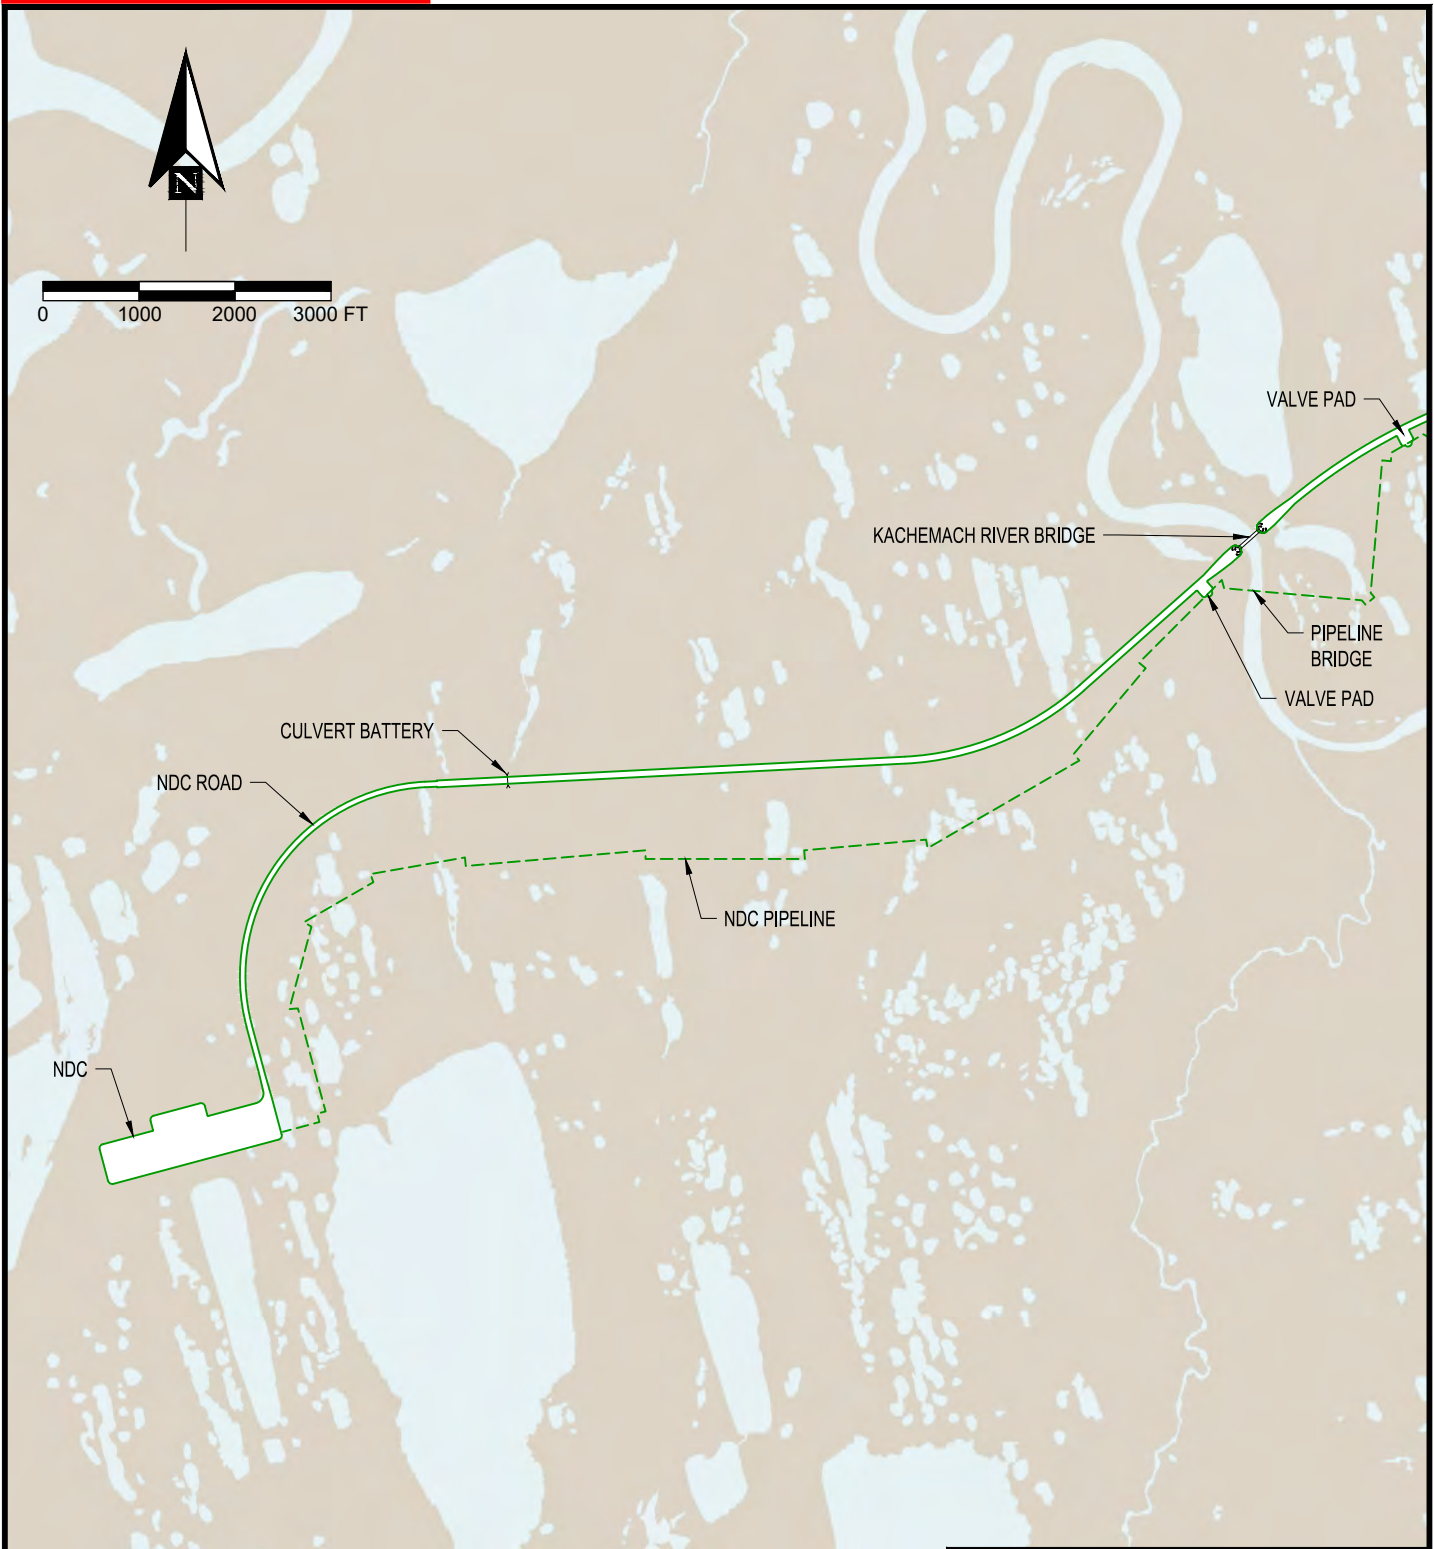 N
0 1000 2000 3000 FT
VALVE PAD
KACHEMACH RIVER BRIDGE
PIPELINE
BRIDGE
VALVE PAD
CULVERT BATTERY
NDC ROAD
NDC PIPELINE
NDC